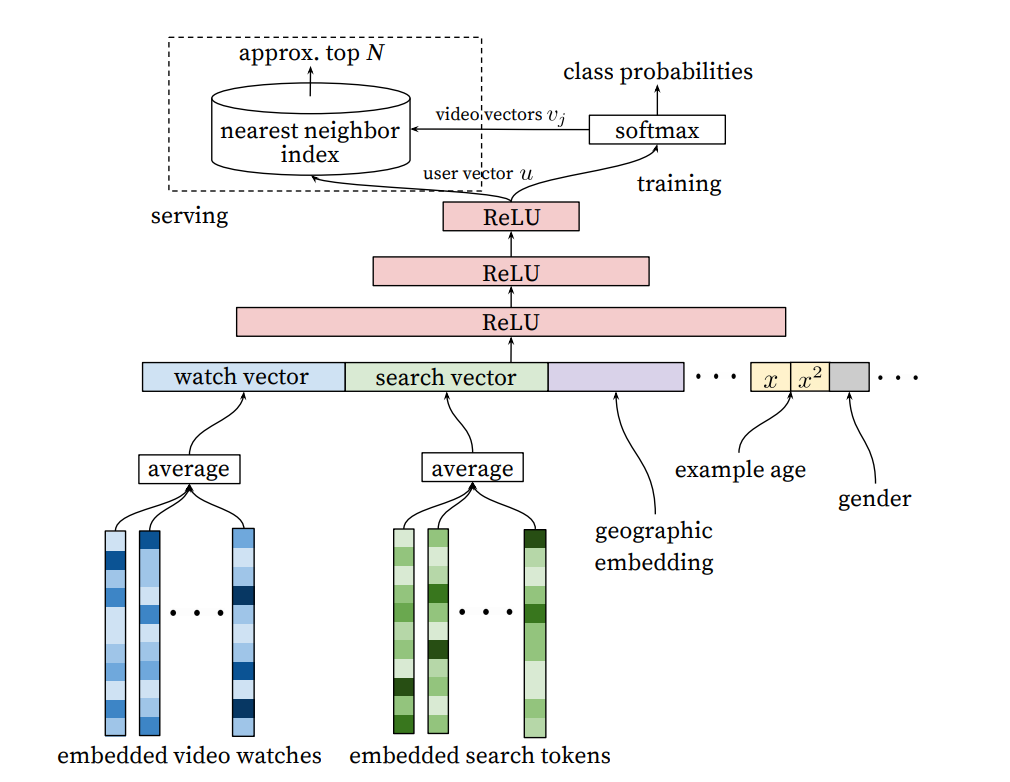 approx. top N
class probabilities
video vectors v_j
nearest neighbor
index
softmax
user vector u
training
serving
ReLU
ReLU
ReLU
watch vector
search vector
x
x²
average
average
example age
gender
geographic
embedding
embedded video watches
embedded search tokens